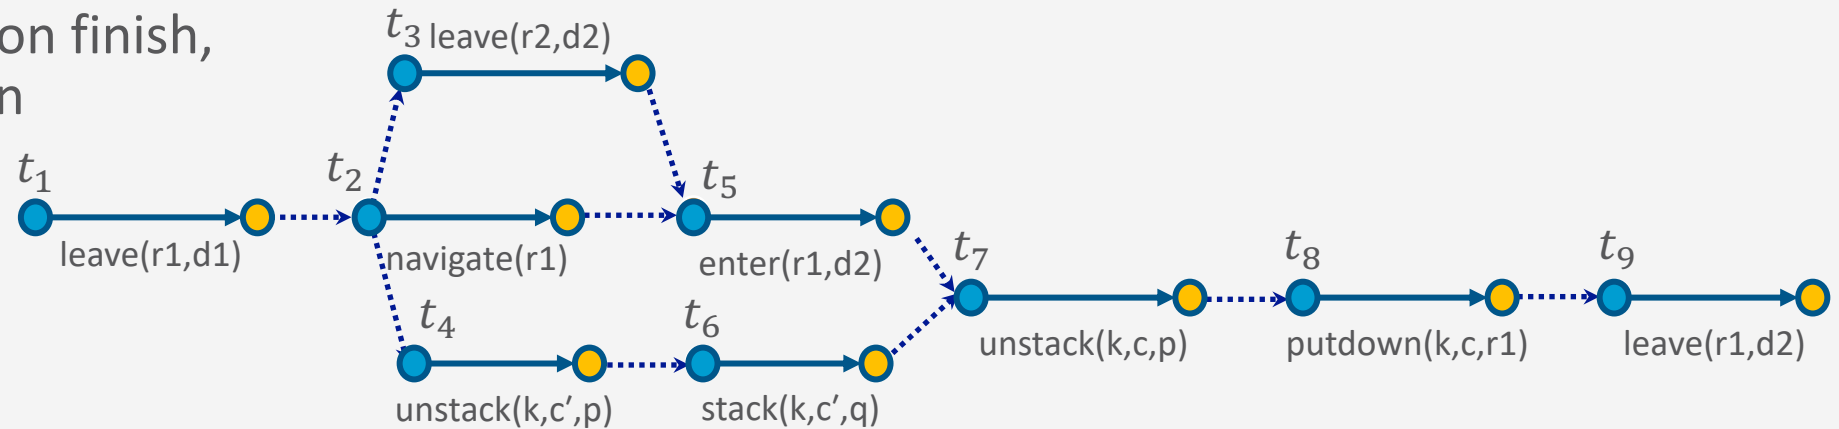 on finish,
n
t₃ leave(r2,d2)
t₁
t₂
t₅
leave(r1,d1)
navigate(r1)
enter(r1,d2)
t₇
t₈
t₉
t₄
t₆
unstack(k,c,p)
putdown(k,c,r1)
leave(r1,d2)
unstack(k,c′,p)
stack(k,c′,q)